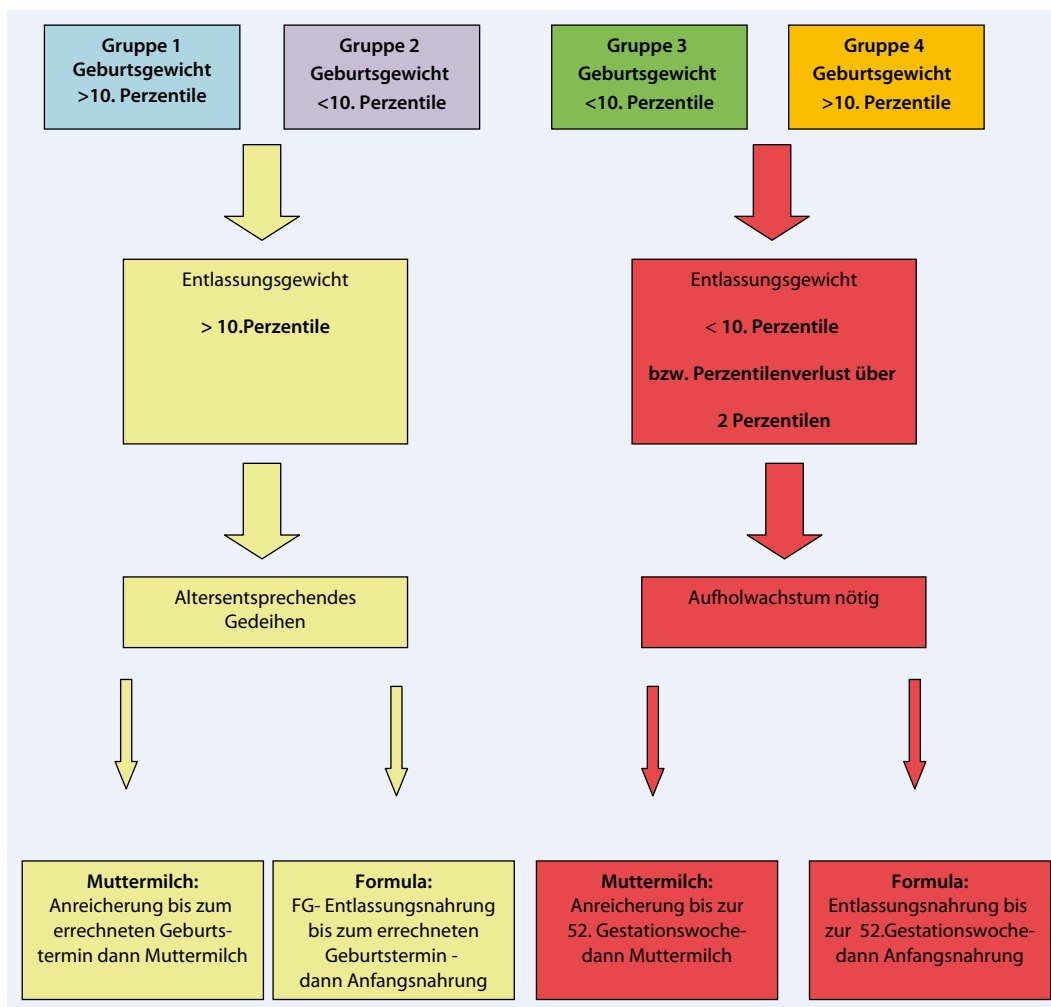 Gruppe 1
Geburtsgewicht
>10. Perzentile
Gruppe 2
Geburtsgewicht
<10. Perzentile
Gruppe 3
Geburtsgewicht
<10. Perzentile
Gruppe 4
Geburtsgewicht
>10. Perzentile
Entlassungsgewicht
> 10.Perzentile
Entlassungsgewicht
< 10. Perzentile
bzw. Perzentilenverlust über
2 Perzentilen
Altersentsprechendes
Gedeihen
Aufholwachstum nötig
Muttermilch:
Anreicherung bis zum
errechneten Geburts-
termin dann Muttermilch
Formula:
FG- Entlassungsnahrung
bis zum errechneten
Geburtstermin -
dann Anfangsnahrung
Muttermilch:
Anreicherung bis zur
52. Gestationswoche-
dann Muttermilch
Formula:
Entlassungsnahrung bis
zur 52.Gestationswoche-
dann Anfangsnahrung